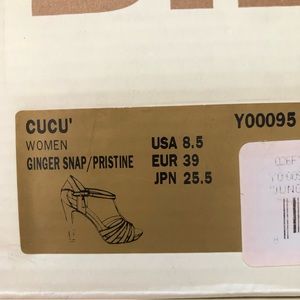 CUCU' Y00095
WOMEN USA 8.5
GINGER SNAP/PRISTINE EUR 39
JPN 25.5